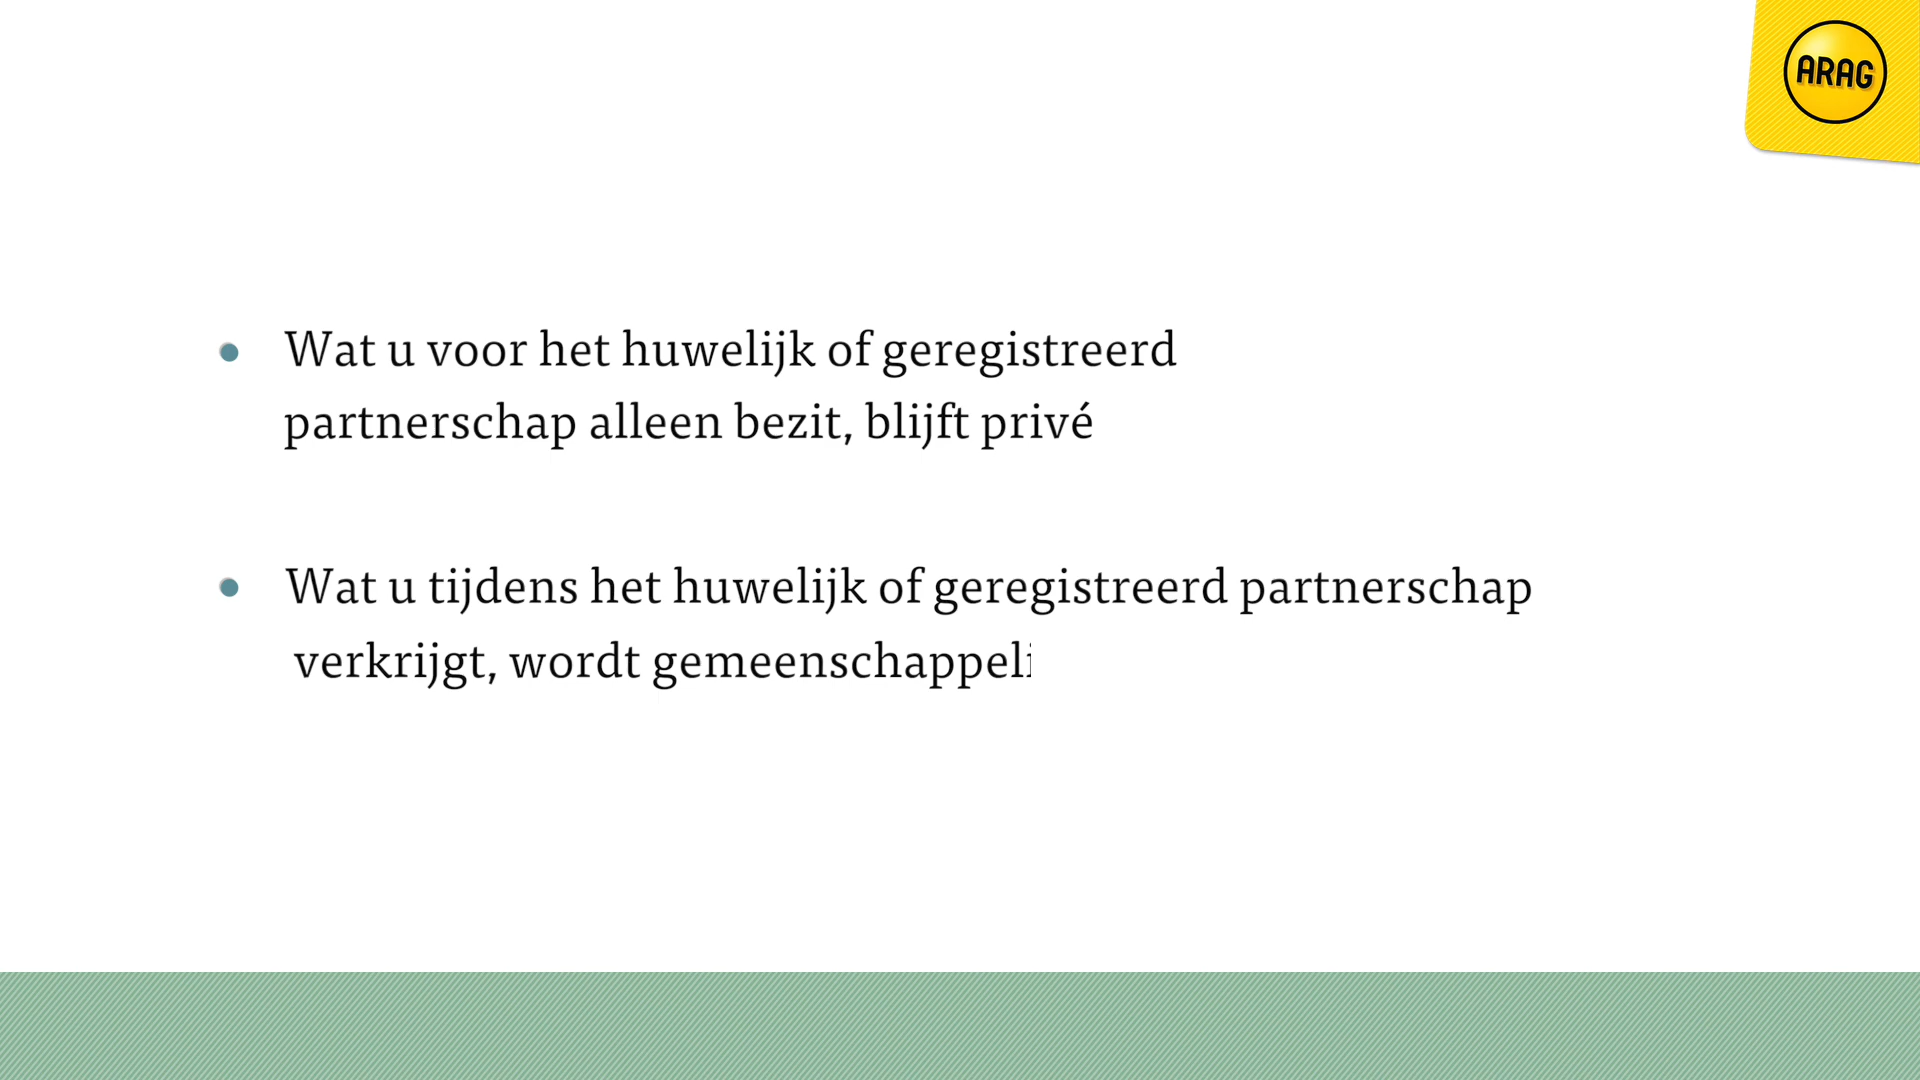 ARAG
• Wat u voor het huwelijk of geregistreerd
partnerschap alleen bezit, blijft privé
• Wat u tijdens het huwelijk of geregistreerd partnerschap
verkrijgt, wordt gemeenschappeli